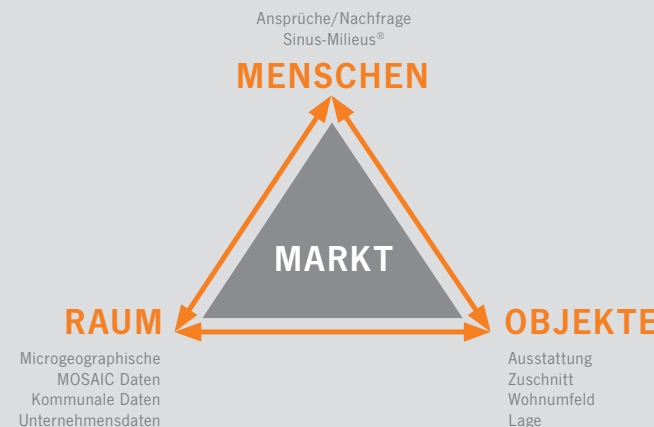 Ansprüche/Nachfrage
Sinus-Milieus®
MENSCHEN
MARKT
RAUM
Microgeographische
MOSAIC Daten
Kommunale Daten
Unternehmensdaten
OBJEKTE
Ausstattung
Zuschnitt
Wohnumfeld
Lage